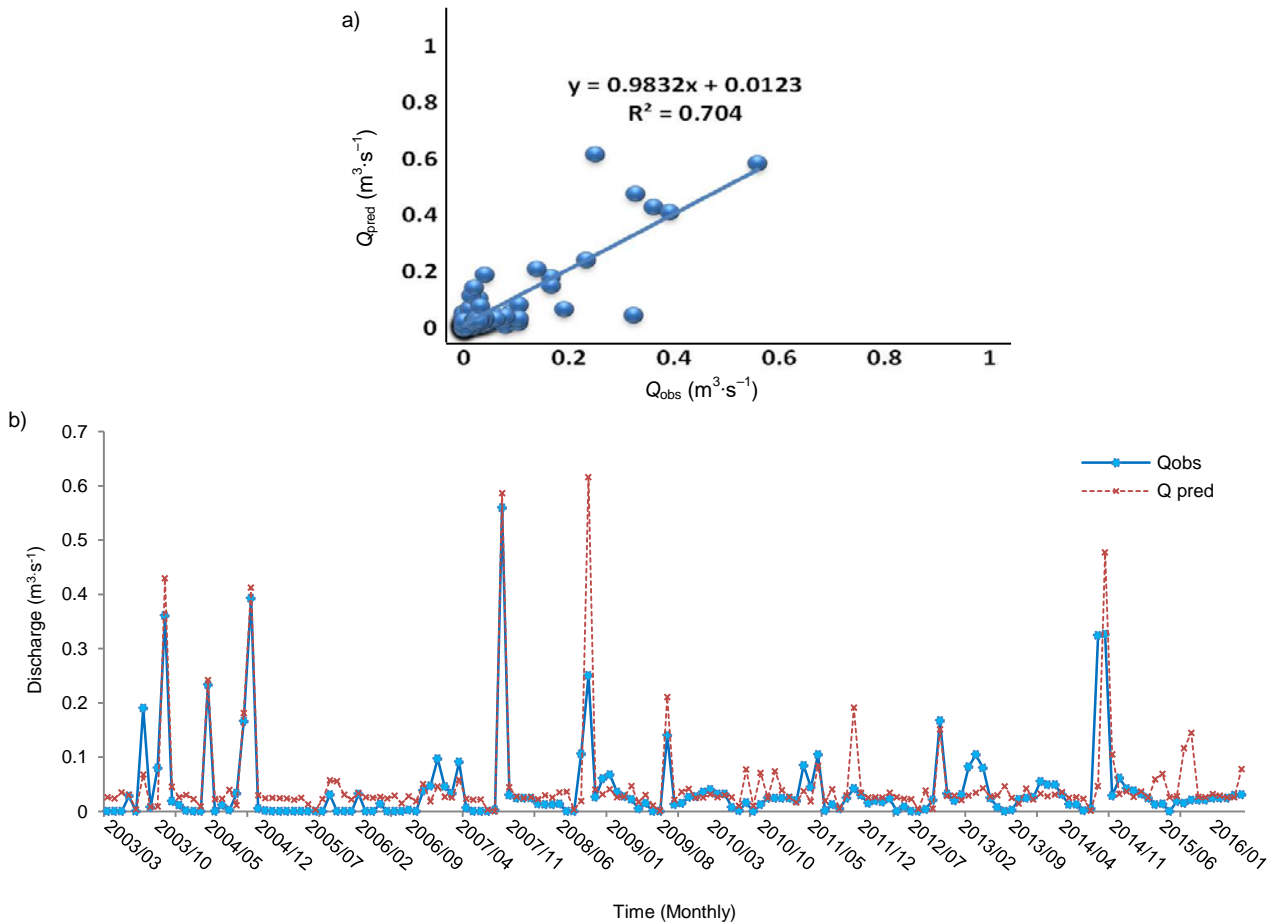 a)
y = 0.9832x + 0.0123
R² = 0.704
1
0.8
0.6
0.4
0.2
0
Qpred (m³·s⁻¹)
0 0.2 0.4 0.6 0.8 1
Qobs (m³·s⁻¹)
b)
0.7
0.6
0.5
0.4
0.3
0.2
0.1
0
Discharge (m³·s⁻¹)
Qobs
Q pred
2003/03 2003/10 2004/05 2004/12 2005/07 2006/02 2006/09 2007/04 2007/11 2008/06 2009/01 2009/08 2010/03 2010/10 2011/05 2011/12 2012/07 2013/02 2013/09 2014/04 2014/11 2015/06 2016/01
Time (Monthly)